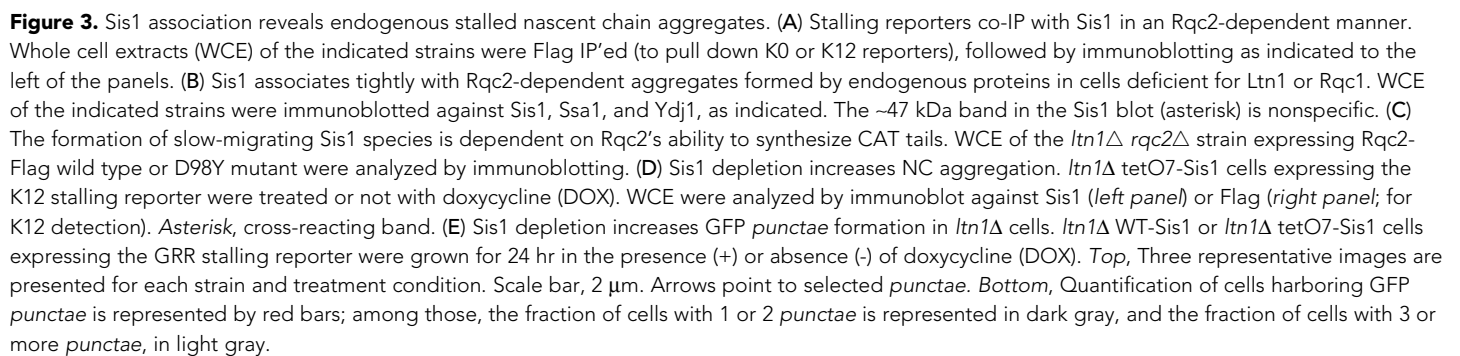 Figure 3. Sis1 association reveals endogenous stalled nascent chain aggregates. (A) Stalling reporters co-IP with Sis1 in an Rqc2-dependent manner.
Whole cell extracts (WCE) of the indicated strains were Flag IP’ed (to pull down K0 or K12 reporters), followed by immunoblotting as indicated to the
left of the panels. (B) Sis1 associates tightly with Rqc2-dependent aggregates formed by endogenous proteins in cells deficient for Ltn1 or Rqc1. WCE
of the indicated strains were immunoblotted against Sis1, Ssa1, and Ydj1, as indicated. The ~47 kDa band in the Sis1 blot (asterisk) is nonspecific. (C)
The formation of slow-migrating Sis1 species is dependent on Rqc2’s ability to synthesize CAT tails. WCE of the ltn1△ rqc2△ strain expressing Rqc2-
Flag wild type or D98Y mutant were analyzed by immunoblotting. (D) Sis1 depletion increases NC aggregation. ltn1Δ tetO7-Sis1 cells expressing the
K12 stalling reporter were treated or not with doxycycline (DOX). WCE were analyzed by immunoblot against Sis1 (left panel) or Flag (right panel; for
K12 detection). Asterisk, cross-reacting band. (E) Sis1 depletion increases GFP punctae formation in ltn1Δ cells. ltn1Δ WT-Sis1 or ltn1Δ tetO7-Sis1 cells
expressing the GRR stalling reporter were grown for 24 hr in the presence (+) or absence (-) of doxycycline (DOX). Top, Three representative images are
presented for each strain and treatment condition. Scale bar, 2 μm. Arrows point to selected punctae. Bottom, Quantification of cells harboring GFP
punctae is represented by red bars; among those, the fraction of cells with 1 or 2 punctae is represented in dark gray, and the fraction of cells with 3 or
more punctae, in light gray.